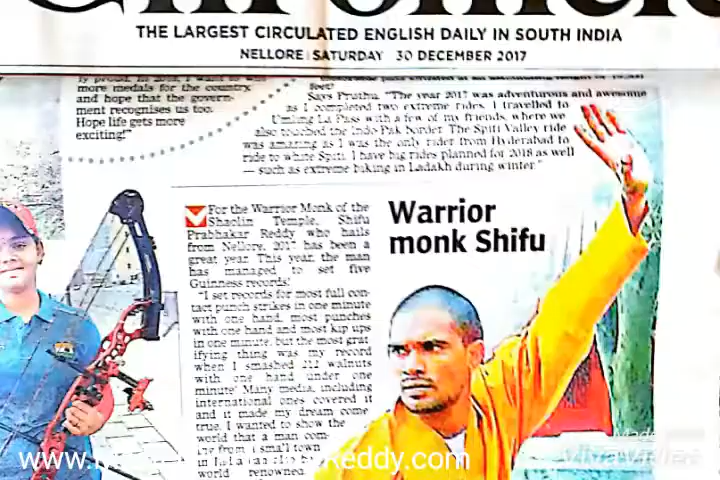 THE LARGEST CIRCULATED ENGLISH DAILY IN SOUTH INDIA
NELLORE | SATURDAY 30 DECEMBER 2017
more medals for the country
and hope that the govern-
ment recognises us too.
Hope life gets more
exciting!"
feet!
Says Pruthu, "The year 2017 was adventurous and awesome
as I completed two extreme rides. I travelled to
Umling La Pass with a few of my friends, where we
also touched the Indo-Pak border. The Spiti Valley ride
was amazing as I was the only rider from Hyderabad to
ride to white Spiti. I have big rides planned for 2018 as well
— such as extreme biking in Ladakh during winter."
For the Warrior Monk of the
Shaolin Temple, Shifu
Prabhakar Reddy who hails
from Nellore, 2017 has been a
great year. This year, the man
has managed to set five
Guinness records!
"I set records for most full con-
tact punch strikes in one minute
with one hand, most punches
with one hand and most kip ups
in one minute, but the most grat
ifying thing was my record
when I smashed 212 walnuts
with one hand under one
minute. Many media, including
international ones covered it
and it made my dream come
true. I wanted to show the
world that a man com-
from small town
in
world renowned
Warrior
monk Shifu
www.
Reddy.com
Made
VivaVideo